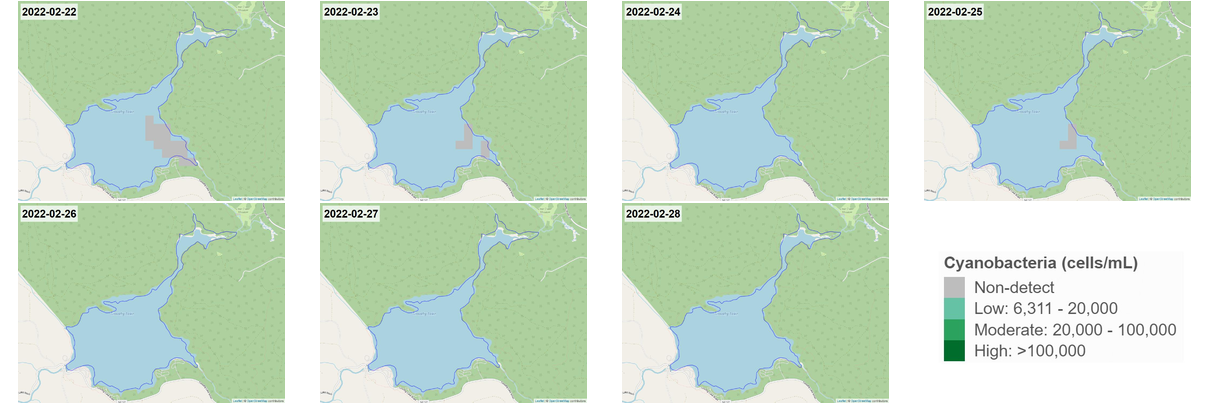 2022-02-22
2022-02-23
2022-02-24
2022-02-25
2022-02-26
2022-02-27
2022-02-28
Cyanobacteria (cells/mL)
Non-detect
Low: 6,311 - 20,000
Moderate: 20,000 - 100,000
High: >100,000